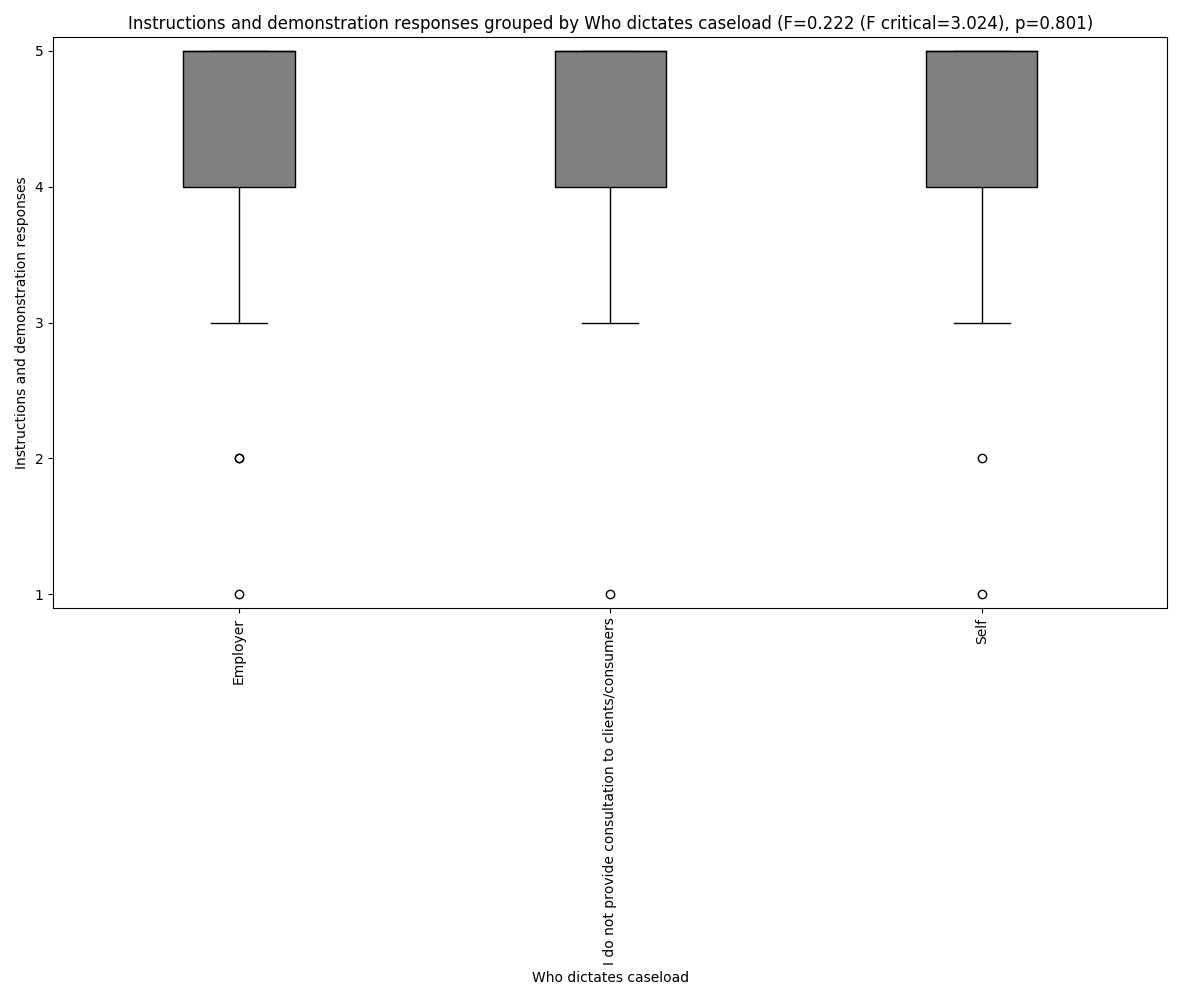 Instructions and demonstration responses grouped by Who dictates caseload (F=0.222 (F critical=3.024), p=0.801)
Instructions and demonstration responses
5
4
3
2
1
Employer
I do not provide consultation to clients/consumers
Self
Who dictates caseload